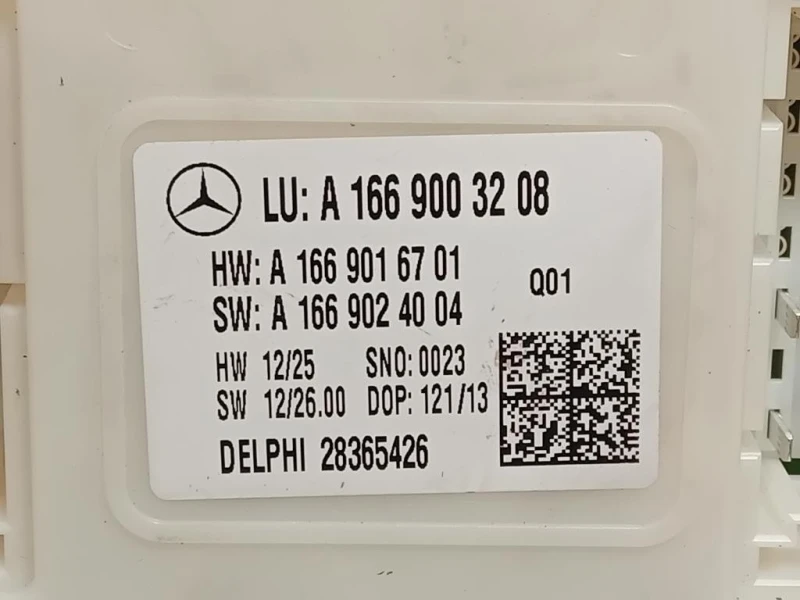 LU: A 166 900 32 08
HW: A 166 901 67 01
SW: A 166 902 40 04
Q01
HW 12/25 SNO: 0023
SW 12/26.00 DOP: 121/13
DELPHI 28365426